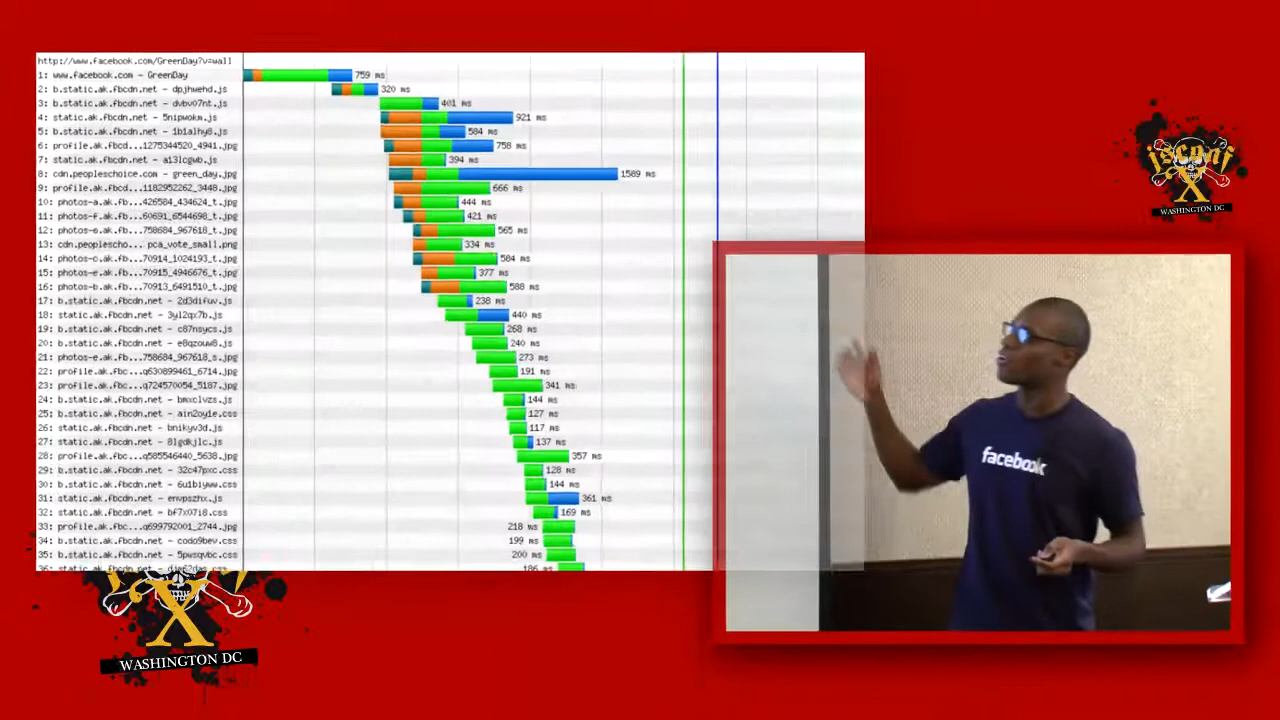 http://www.facebook.com/GreenDay?v=wall
1: www.facebook.com - GreenDay 759 ms
2: b.static.ak.fbcdn.net - dpjhwehd.js 320 ms
3: b.static.ak.fbcdn.net - dvbv07nt.js 401 ms
4: static.ak.fbcdn.net - 5nipwokm.js 921 ms
5: b.static.ak.fbcdn.net - 1b1alhy8.js 584 ms
6: profile.ak.fbcd...1275344520_4941.jpg 758 ms
7: static.ak.fbcdn.net - a13lcgwb.js 394 ms
8: cdn.peopleschoice.com - green_day.jpg 1589 ms
9: profile.ak.fbcd...1182952262_3448.jpg 666 ms
10: photos-a.ak.fb...426584_434624_t.jpg 444 ms
11: photos-f.ak.fb...60691_6544698_t.jpg 421 ms
12: photos-e.ak.fb...758684_967618_t.jpg 565 ms
13: cdn.peoplescho... pca_vote_small.png 334 ms
14: photos-c.ak.fb...70914_1024193_t.jpg 584 ms
15: photos-e.ak.fb...70915_4946676_t.jpg 377 ms
16: photos-b.ak.fb...70913_6491510_t.jpg 588 ms
17: b.static.ak.fbcdn.net - 2d3difuv.js 238 ms
18: static.ak.fbcdn.net - 3yl2qx7b.js 440 ms
19: b.static.ak.fbcdn.net - c87nsycs.js 268 ms
20: b.static.ak.fbcdn.net - e8qzouw8.js 240 ms
21: photos-e.ak.fb...758684_967618_s.jpg 273 ms
22: profile.ak.fbc...q630899461_6714.jpg 191 ms
23: profile.ak.fbc...q724570054_5187.jpg 341 ms
24: b.static.ak.fbcdn.net - bmxclvzs.js 144 ms
25: b.static.ak.fbcdn.net - ain2oyie.css 127 ms
26: static.ak.fbcdn.net - bnikyv3d.js 117 ms
27: static.ak.fbcdn.net - 8lgdkjlc.js 137 ms
28: profile.ak.fbc...q585546440_5638.jpg 357 ms
29: b.static.ak.fbcdn.net - 32c47pxc.css 128 ms
30: b.static.ak.fbcdn.net - 6u1biyww.css 144 ms
31: static.ak.fbcdn.net - envpszhx.js 361 ms
32: static.ak.fbcdn.net - bf7x07i8.css 169 ms
33: profile.ak.fbc...q699792001_2744.jpg 218 ms
34: b.static.ak.fbcdn.net - codo9bew.css 199 ms
35: b.static.ak.fbcdn.net - 5pwsqvbc.css 200 ms
36: static.ak.fbcdn.net 186 ms
jsconf
X
WASHINGTON DC
facebook
X
WASHINGTON DC